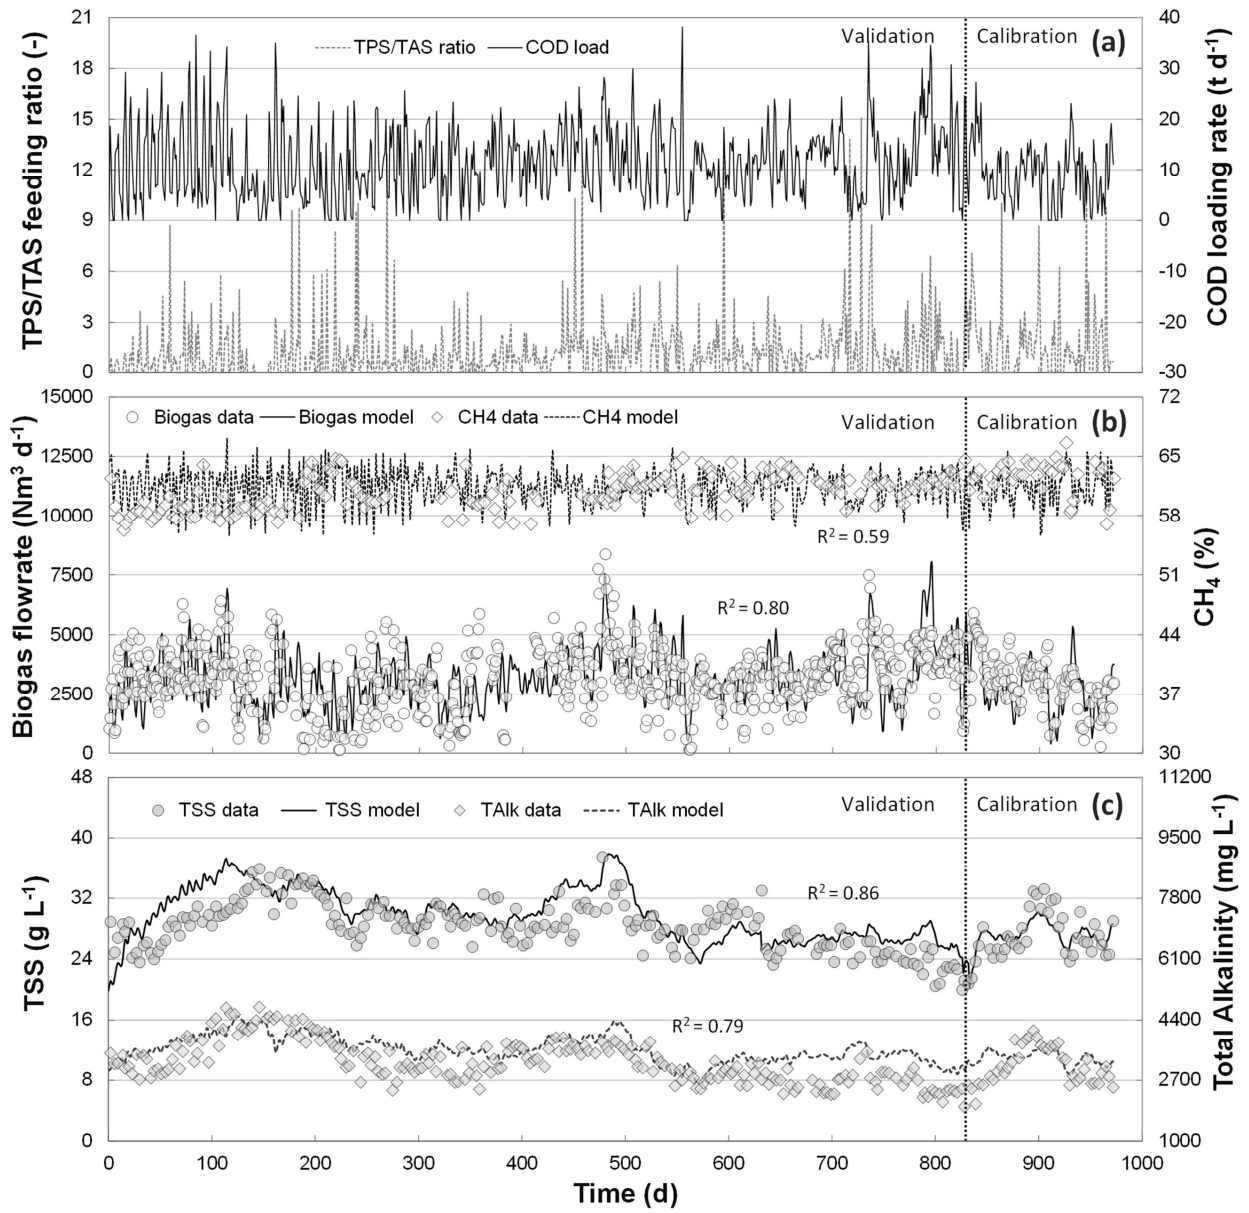 TPS/TAS feeding ratio (-)
21
18
15
12
9
6
3
0
TPS/TAS ratio
COD load
Validation
Calibration
(a)
40
30
20
10
0
-10
-20
-30
COD loading rate (t d-1)
Biogas flowrate (Nm3 d-1)
15000
12500
10000
7500
5000
2500
0
Biogas data
Biogas model
CH4 data
CH4 model
Validation
Calibration
(b)
R2 = 0.59
R2 = 0.80
72
65
58
51
44
37
30
CH4 (%)
TSS (g L-1)
48
40
32
24
16
8
0
TSS data
TSS model
TAlk data
TAlk model
Validation
Calibration
(c)
R2 = 0.86
R2 = 0.79
11200
9500
7800
6100
4400
2700
1000
Total Alkalinity (mg L-1)
0 100 200 300 400 500 600 700 800 900 1000
Time (d)